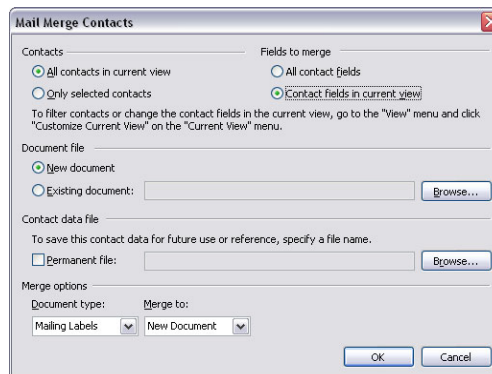 Mail Merge Contacts
Contacts
Fields to merge
All contacts in current view
All contact fields
Only selected contacts
Contact fields in current view
To filter contacts or change the contact fields in the current view, go to the "View" menu and click
"Customize Current View" on the "Current View" menu.
Document file
New document
Existing document:
Browse...
Contact data file
To save this contact data for future use or reference, specify a file name.
Permanent file:
Browse...
Merge options
Document type:
Merge to:
Mailing Labels
New Document
OK
Cancel